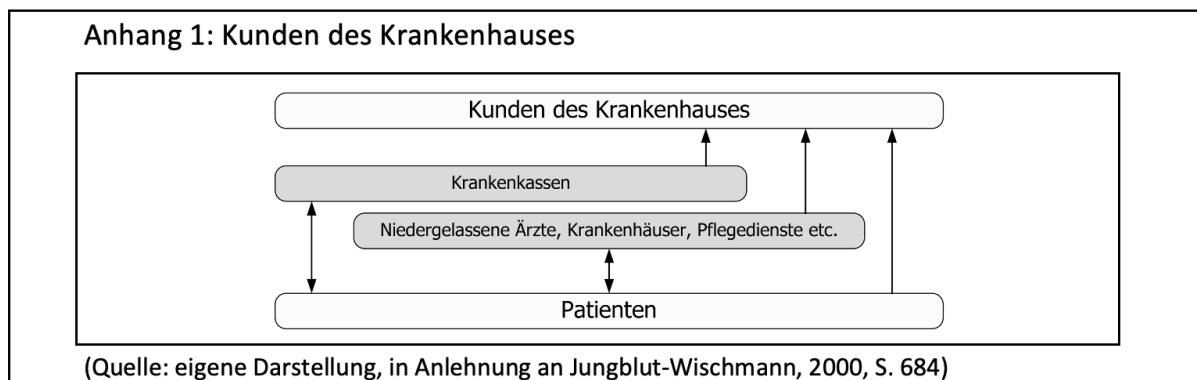 Anhang 1: Kunden des Krankenhauses
Kunden des Krankenhauses
Krankenkassen
Niedergelassene Ärzte, Krankenhäuser, Pflegedienste etc.
Patienten
(Quelle: eigene Darstellung, in Anlehnung an Jungblut-Wischmann, 2000, S. 684)